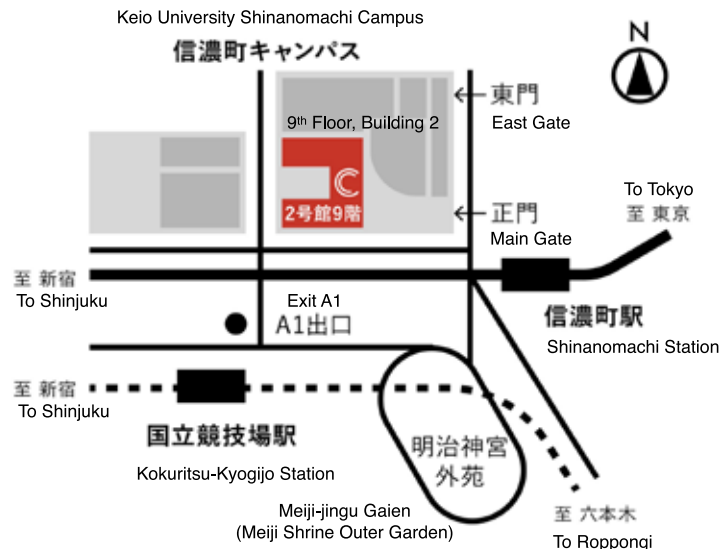 Keio University Shinanomachi Campus
信濃町キャンパス
N
9th Floor, Building 2
東門
East Gate
C
2号館9階
正門
Main Gate
To Tokyo
至 東京
至 新宿
To Shinjuku
Exit A1
A1出口
信濃町駅
Shinanomachi Station
至 新宿
To Shinjuku
国立競技場駅
Kokuritsu-Kyogijo Station
明治神宮
外苑
Meiji-jingu Gaien
(Meiji Shrine Outer Garden)
至 六本木
To Roppongi